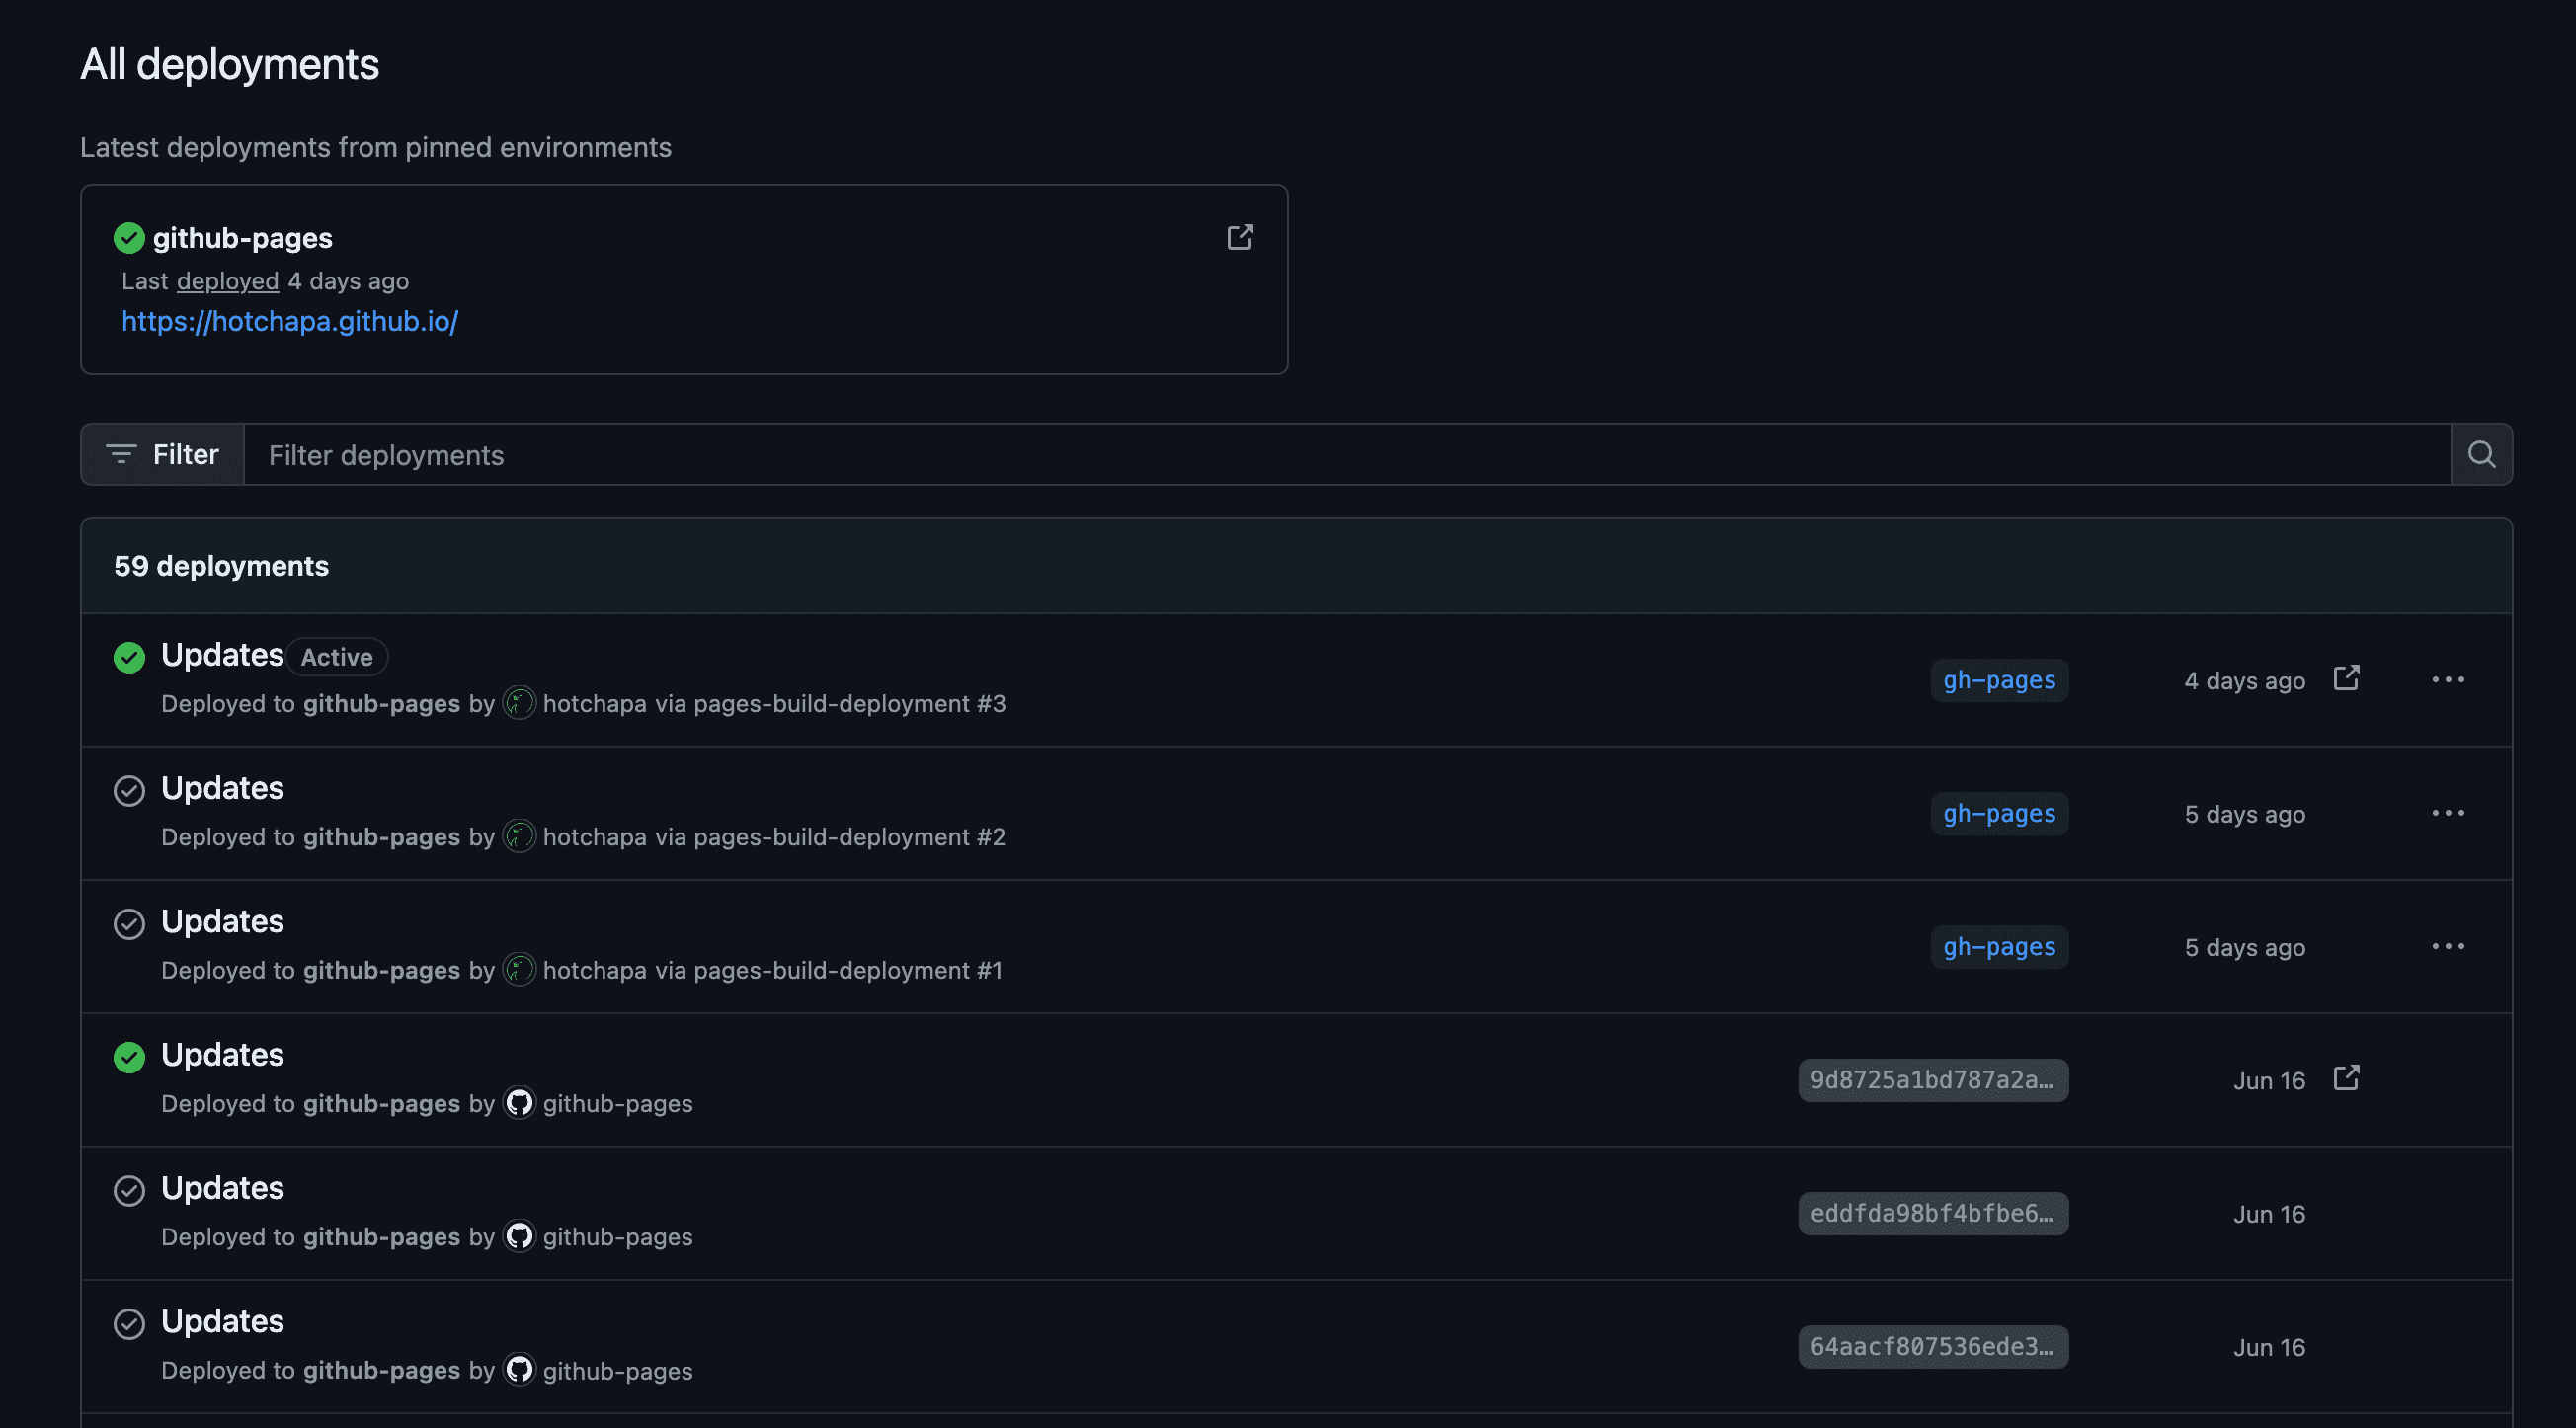 All deployments
Latest deployments from pinned environments
github-pages
Last deployed 4 days ago
https://hotchapa.github.io/
Filter
Filter deployments
59 deployments
Updates Active
Deployed to github-pages by hotchapa via pages-build-deployment #3
gh-pages
4 days ago
Updates
Deployed to github-pages by hotchapa via pages-build-deployment #2
gh-pages
5 days ago
Updates
Deployed to github-pages by hotchapa via pages-build-deployment #1
gh-pages
5 days ago
Updates
Deployed to github-pages by github-pages
9d8725a1bd787a2a…
Jun 16
Updates
Deployed to github-pages by github-pages
eddfda98bf4bfbe6…
Jun 16
Updates
Deployed to github-pages by github-pages
64aacf807536ede3…
Jun 16